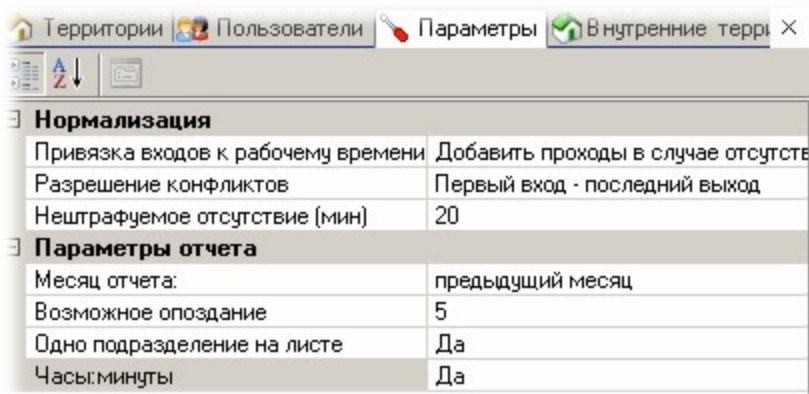 Территории Пользователи Параметры Внутренние терри
Нормализация
Привязка входов к рабочему времени Добавить проходы в случае отсутств
Разрешение конфликтов Первый вход - последний выход
Нештрафуемое отсутствие (мин) 20
Параметры отчета
Месяц отчета: предыдущий месяц
Возможное опоздание 5
Одно подразделение на листе Да
Часы:минуты Да